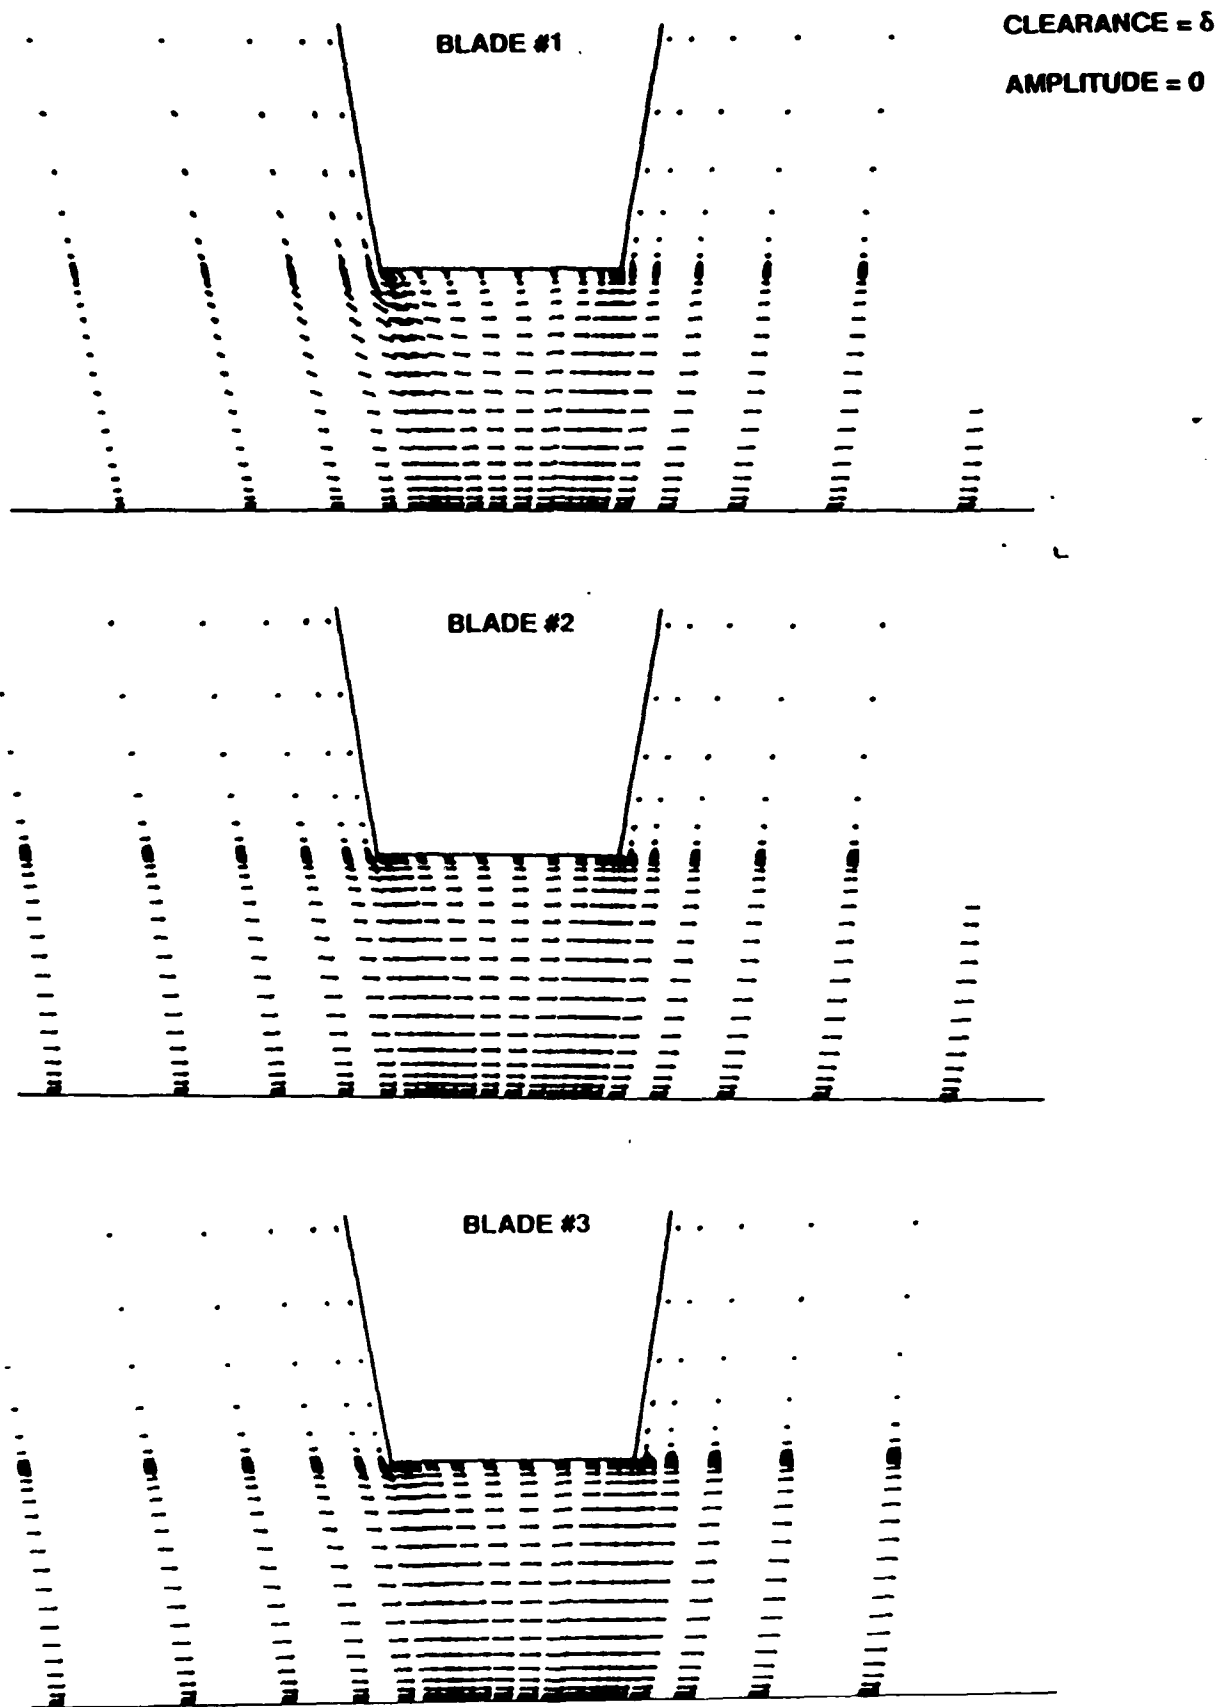 CLEARANCE = δ
AMPLITUDE = 0
BLADE #1
BLADE #2
BLADE #3